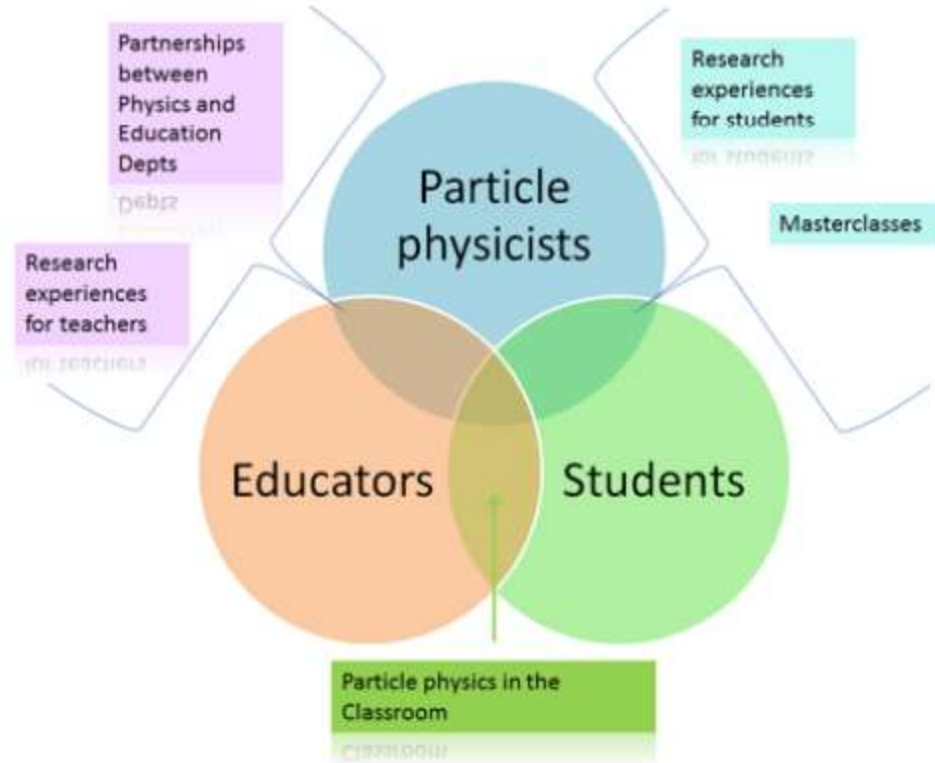 Partnerships
between
Physics and
Education
Depts
Research
experiences
for teachers
Particle
physicists
Research
experiences
for students
Masterclasses
Educators
Students
Particle physics in the
Classroom